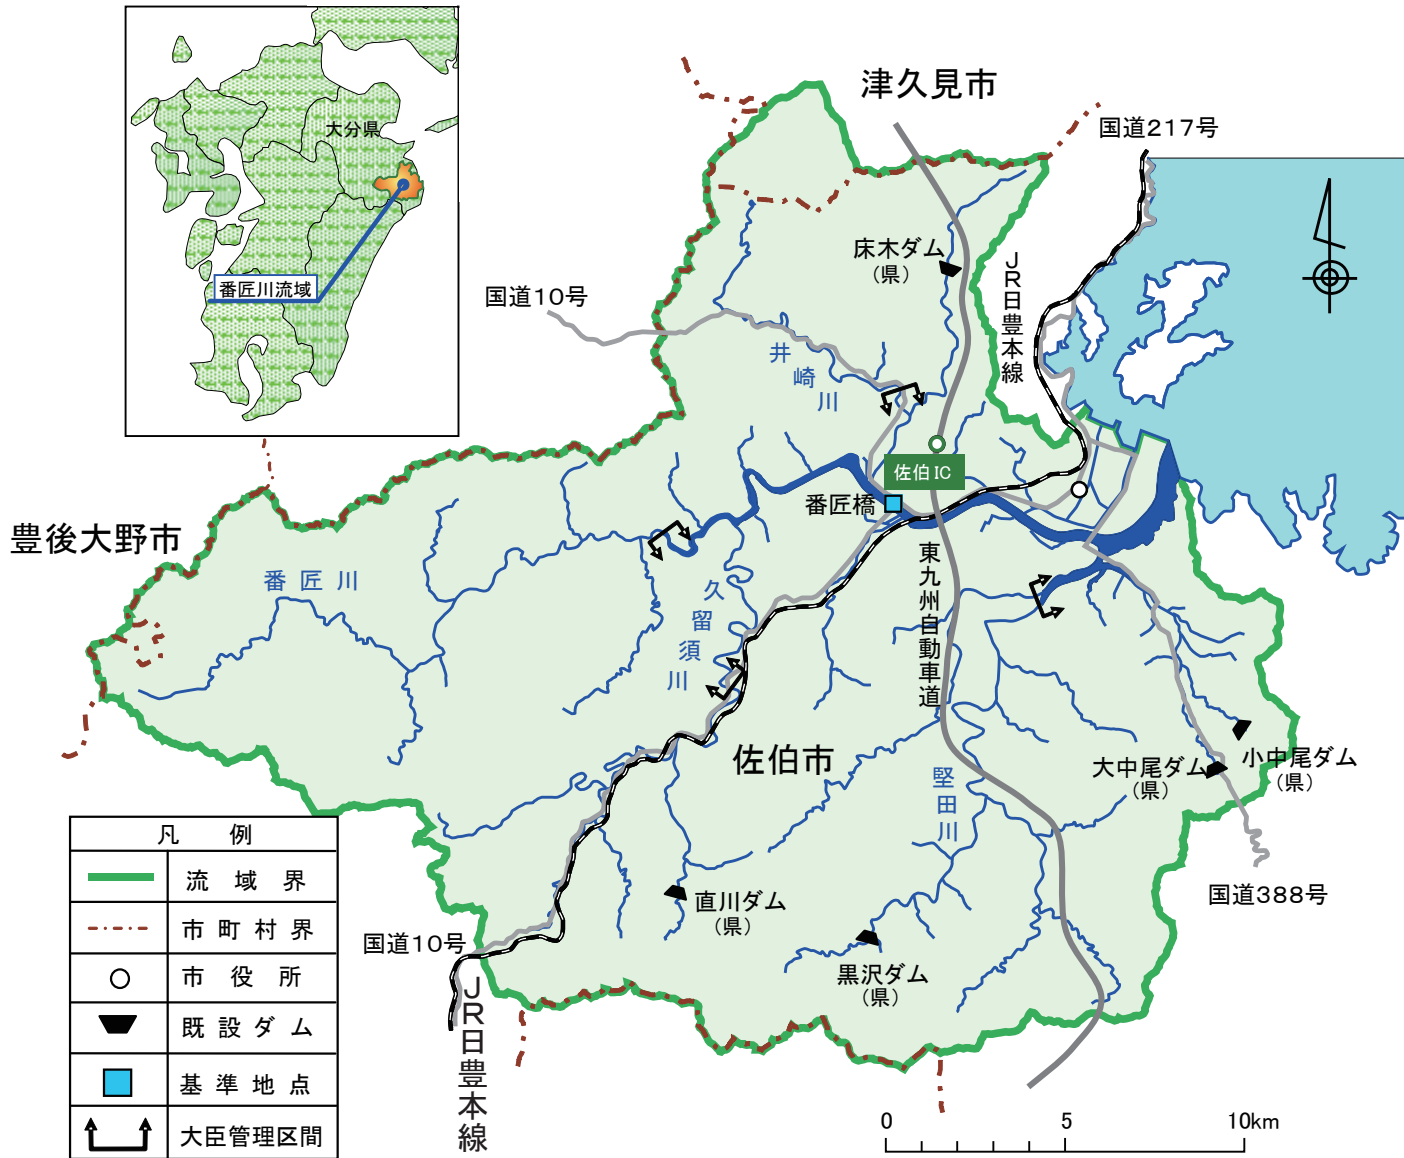 津久見市
国道217号
大分県
番匠川流域
床木ダム
(県)
JR日豊本線
国道10号
井崎川
佐伯 IC
番匠橋
豊後大野市
番匠川
久留須川
東九州自動車道
佐伯市
堅田川
大中尾ダム
(県)
小中尾ダム
(県)
国道388号
直川ダム
(県)
黒沢ダム
(県)
国道10号
JR日豊本線
凡 例
流域界
市町村界
市役所
既設ダム
基準地点
大臣管理区間
0 5 10km